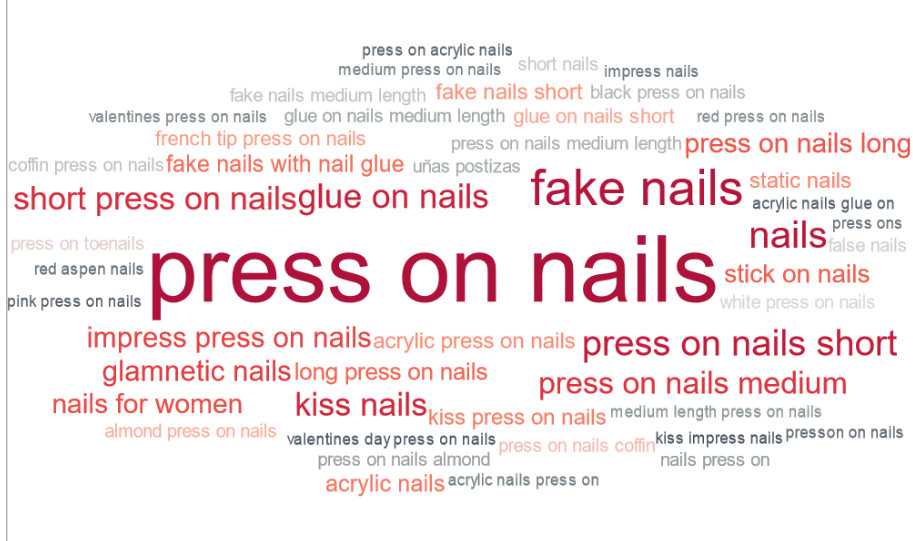 press on acrylic nails
medium press on nails short nails impress nails
fake nails medium length fake nails short black press on nails
valentines press on nails glue on nails medium length glue on nails short red press on nails
french tip press on nails press on nails medium length press on nails long
coffin press on nails fake nails with nail glue uñas postizas
short press on nails glue on nails fake nails static nails
acrylic nails glue on
press ons
nails false nails
press on toenails
red aspen nails press on nails stick on nails
pink press on nails white press on nails
impress press on nails acrylic press on nails press on nails short
glamnetic nails long press on nails press on nails medium
nails for women kiss nails kiss press on nails medium length press on nails
almond press on nails valentines day press on nails press on nails coffin kiss impress nails presson on nails
press on nails almond nails press on
acrylic nails acrylic nails press on